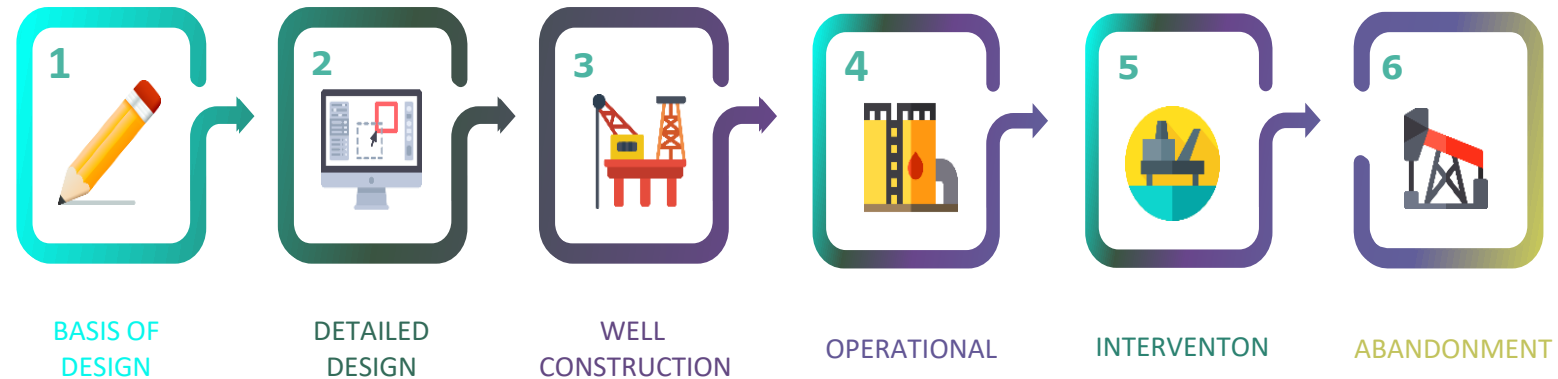 1
2
3
4
5
6
BASIS OF
DESIGN
DETAILED
DESIGN
WELL
CONSTRUCTION
OPERATIONAL
INTERVENTON
ABANDONMENT